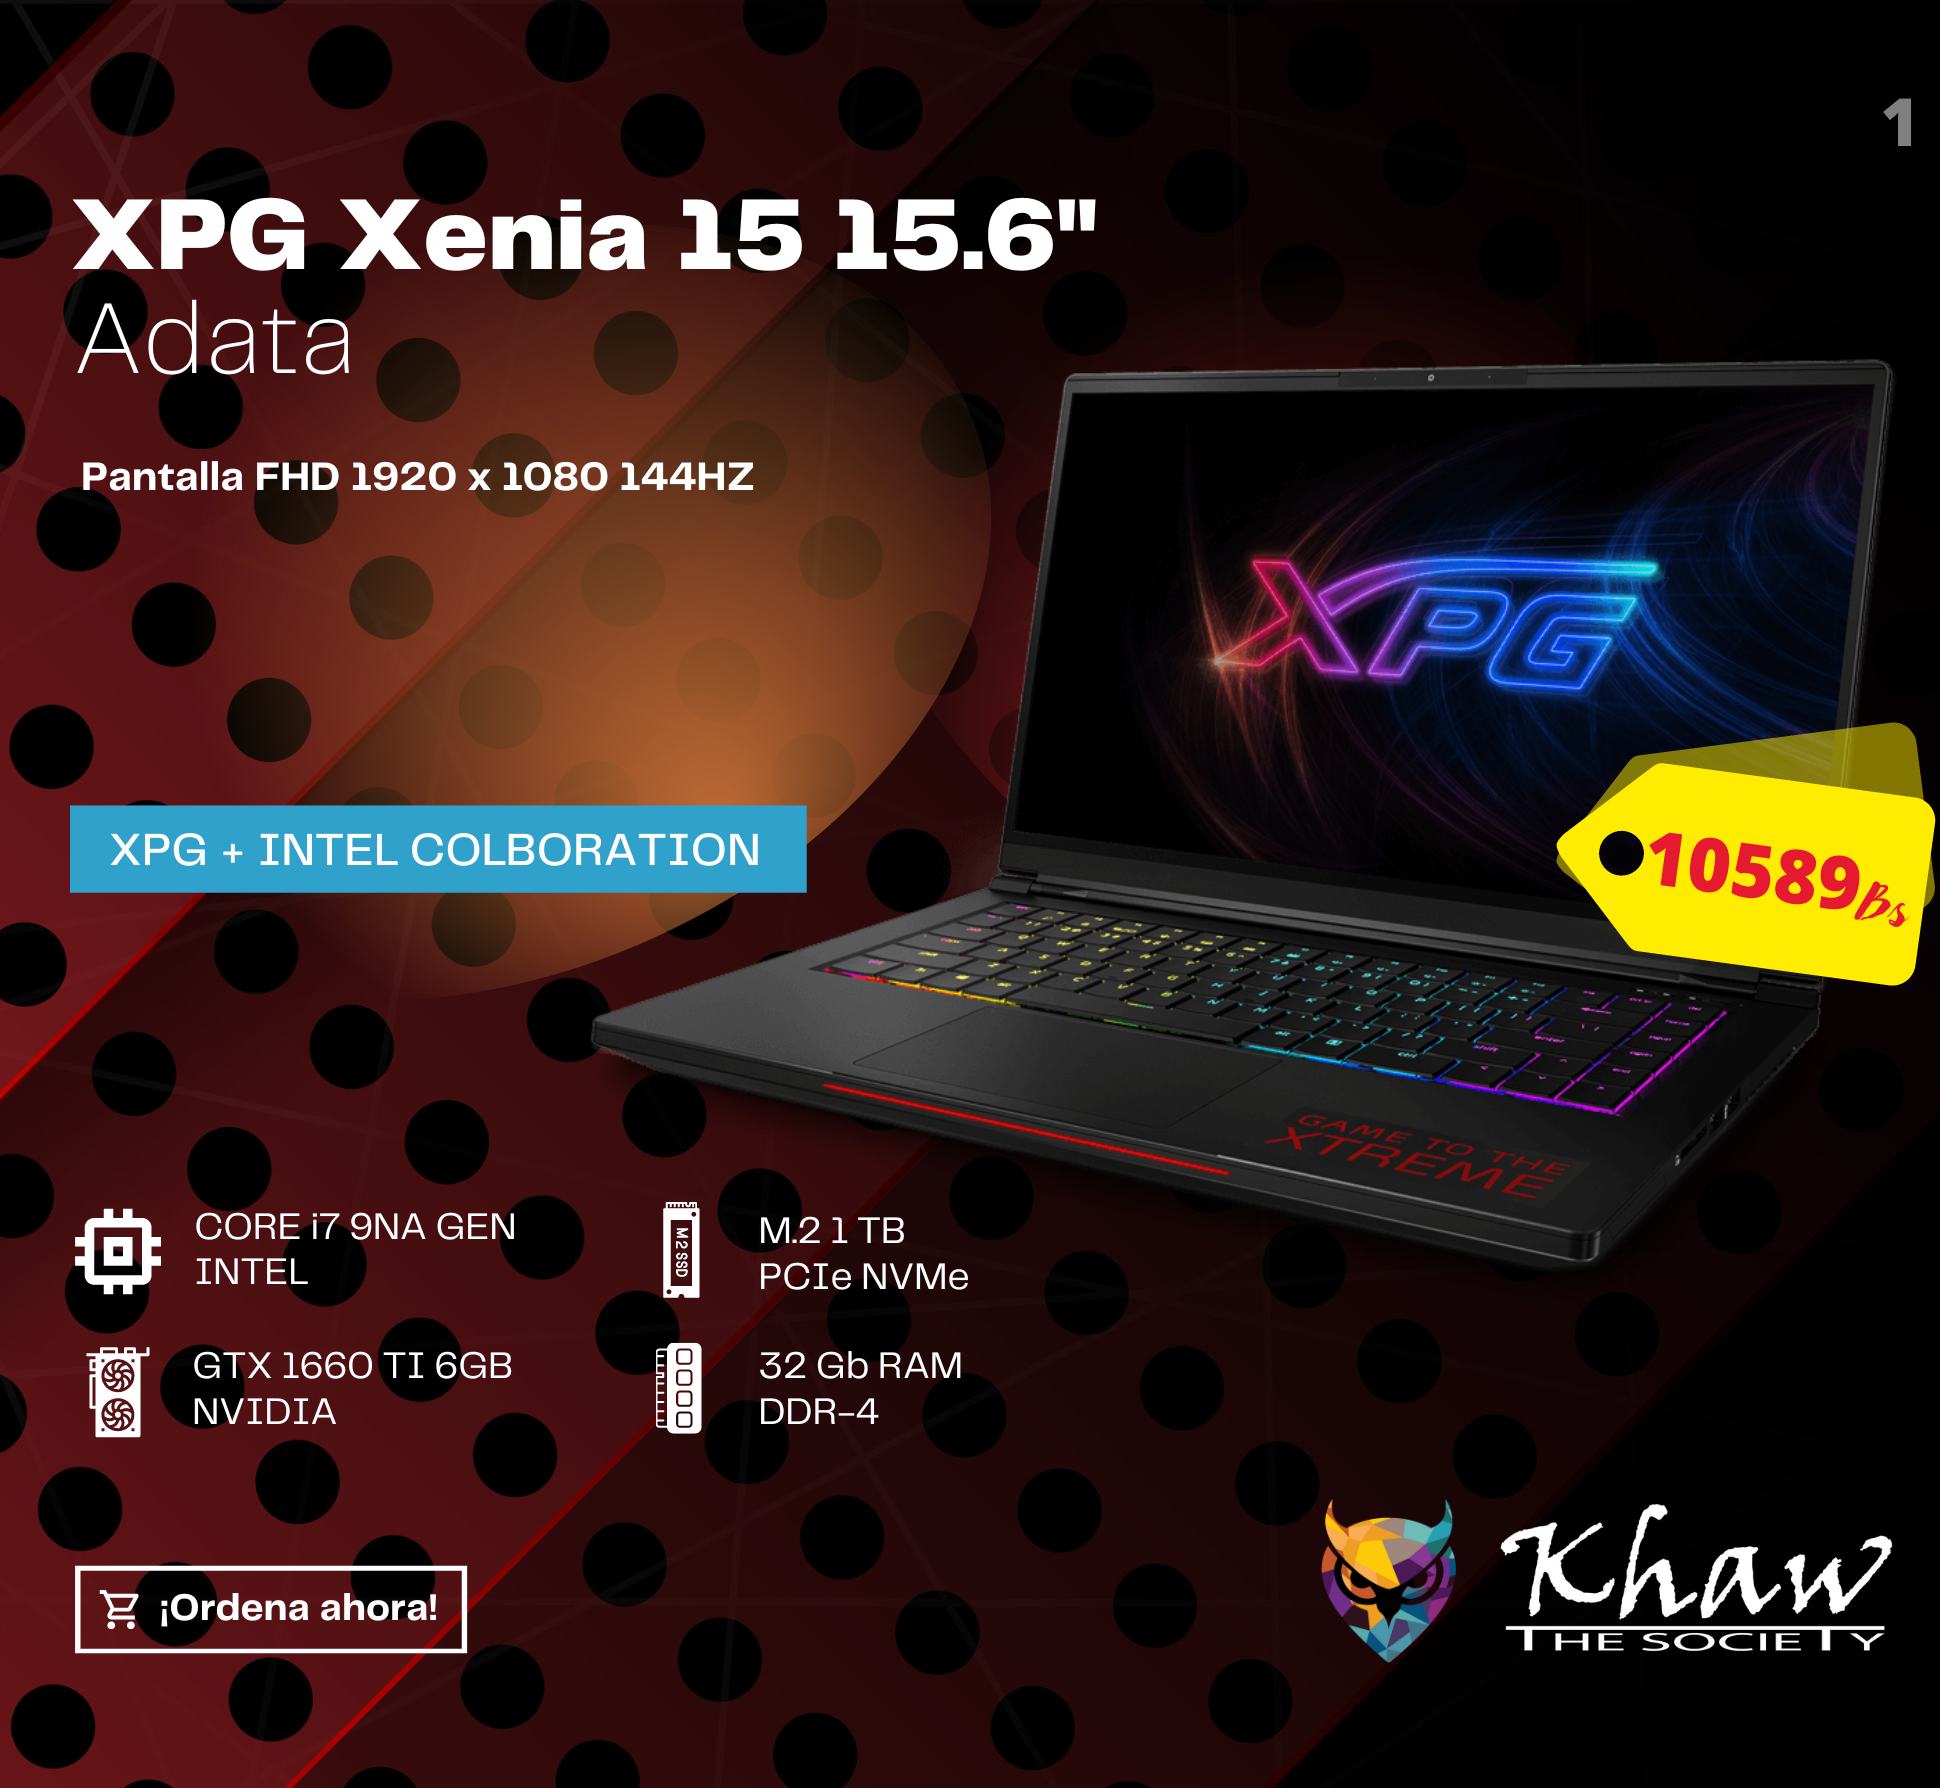 1
XPG Xenia 15 15.6"
Adata
Pantalla FHD 1920 x 1080 144HZ
XPG
10589Bs
XPG + INTEL COLBORATION
GAME TO THE
XTREME
CORE i7 9NA GEN
INTEL
M.2 SSD
M.2 1 TB
PCIe NVMe
GTX 1660 TI 6GB
NVIDIA
32 Gb RAM
DDR-4
¡Ordena ahora!
Khaw
THE SOCIETY